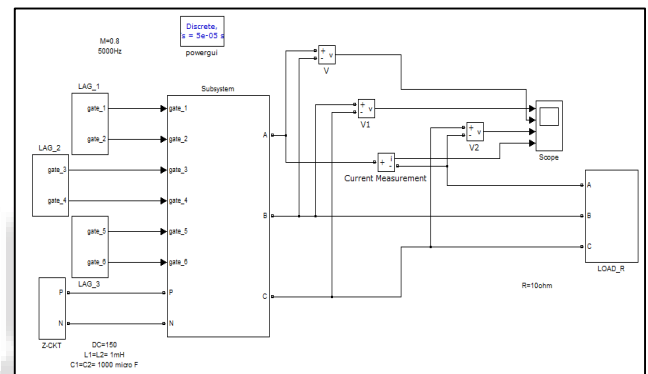 M=0.8
5000Hz
Discrete,
s = 5e-05 s
powergui
LAG_1
gate_1
gate_2
LAG_2
gate_3
gate_4
gate_5
gate_6
LAG_3
P
N
Z-CKT
DC=150
L1=L2= 1mH
C1=C2= 1000 micro F
Subsystem
gate_1
gate_2
gate_3
gate_4
gate_5
gate_6
P
N
A
B
C
+
-
v
V
+
-
v
V1
+
-
v
V2
+
i
-
Current Measurement
Scope
A
B
C
LOAD_R
R=10ohm